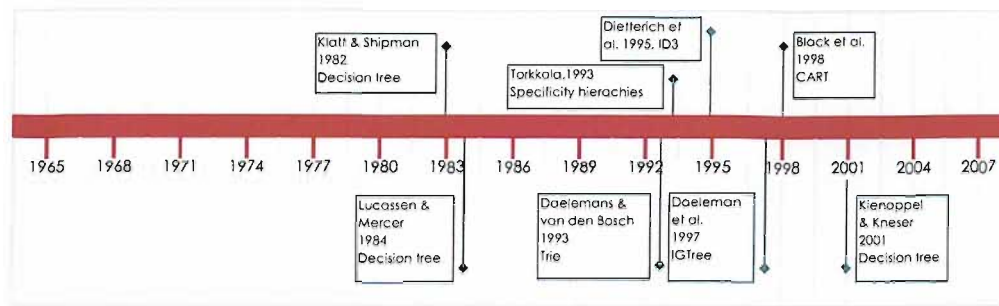 Klatt & Shipman
1982
Decision tree
Torkkola,1993
Specificity hierachies
Dietterich et
al. 1995, ID3
Black et al.
1998
CART
1965 1968 1971 1974 1977 1980 1983 1986 1989 1992 1995 1998 2001 2004 2007
Lucassen &
Mercer
1984
Decision tree
Daelemans &
van den Bosch
1993
Trie
Daeleman
et al.
1997
IGTree
Kienappel
& Kneser
2001
Decision tree